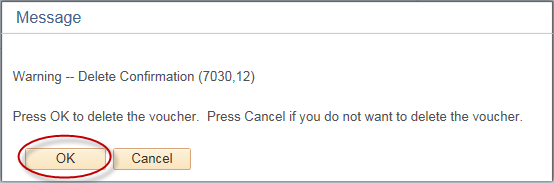 Message
Warning -- Delete Confirmation (7030,12)
Press OK to delete the voucher.  Press Cancel if you do not want to delete the voucher.
OK Cancel